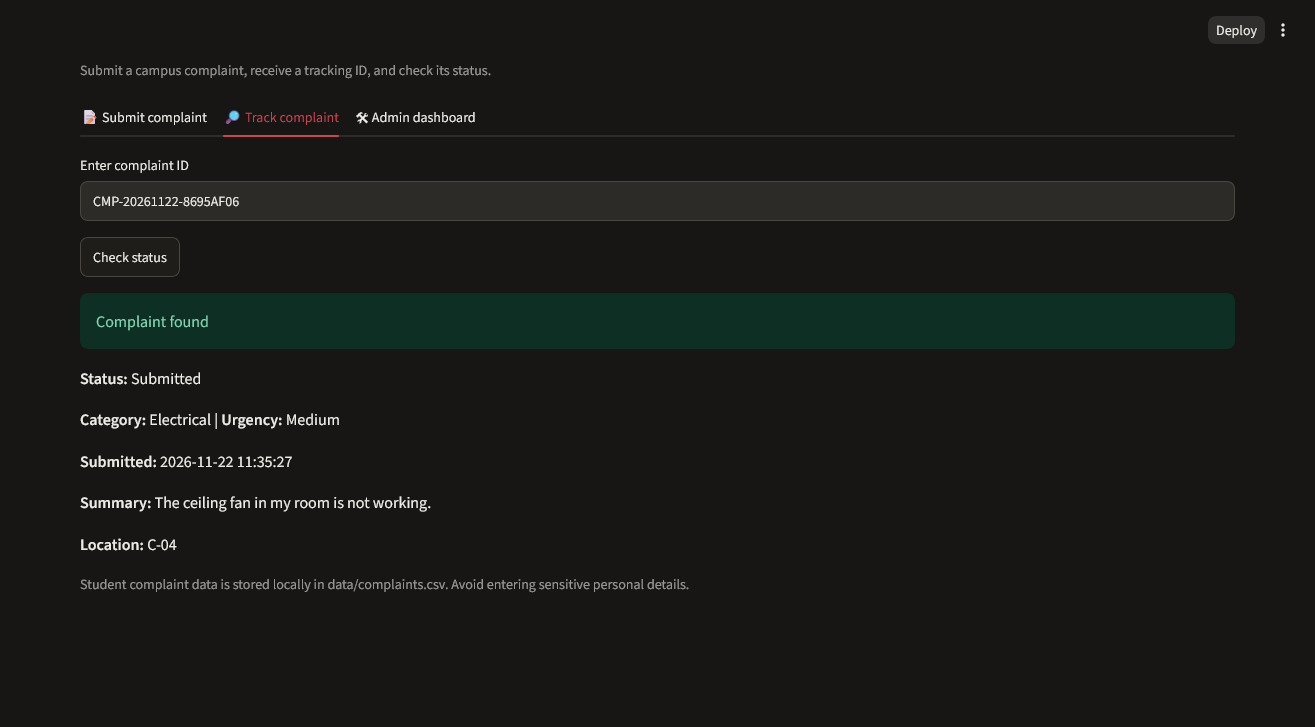 Deploy
Submit a campus complaint, receive a tracking ID, and check its status.
📝 Submit complaint 🔎 Track complaint 🛠 Admin dashboard
Enter complaint ID
CMP-20261122-8695AF06
Check status
Complaint found
Status: Submitted
Category: Electrical | Urgency: Medium
Submitted: 2026-11-22 11:35:27
Summary: The ceiling fan in my room is not working.
Location: C-04
Student complaint data is stored locally in data/complaints.csv. Avoid entering sensitive personal details.